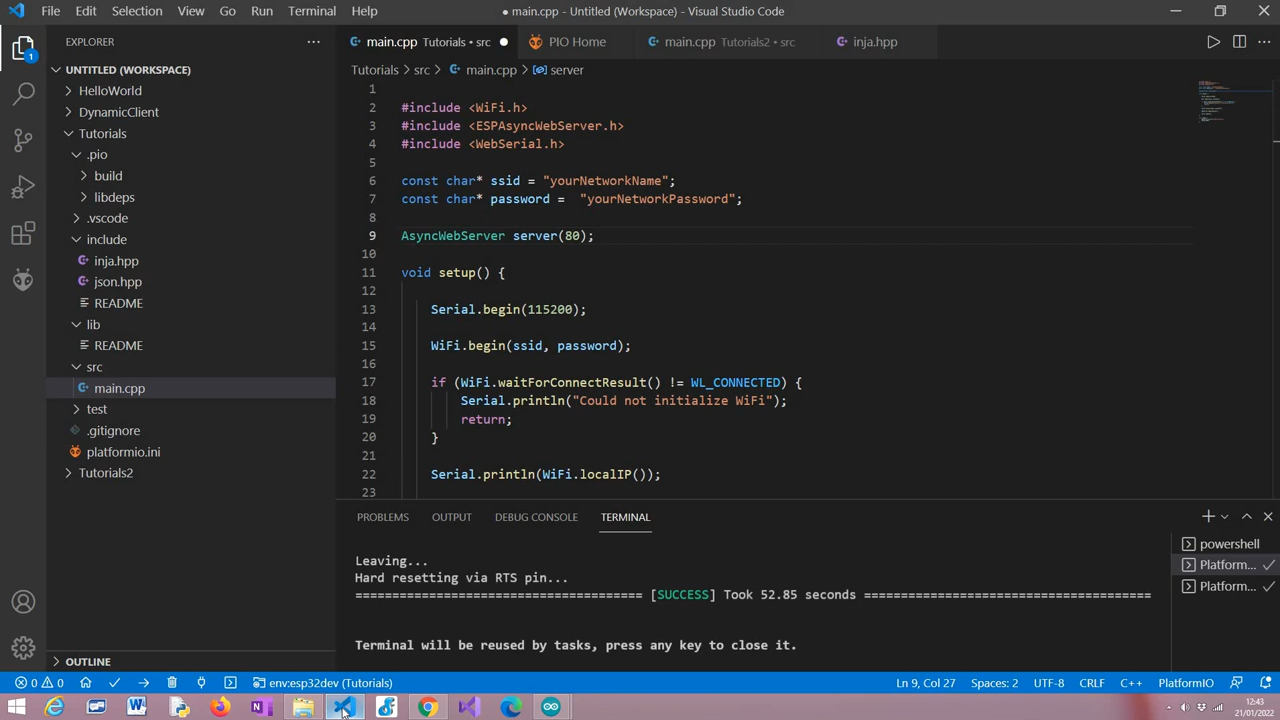 File Edit Selection View Go Run Terminal Help
● main.cpp - Untitled (Workspace) - Visual Studio Code
EXPLORER
main.cpp Tutorials • src
PIO Home
main.cpp Tutorials2 • src
inja.hpp
1
UNTITLED (WORKSPACE)
HelloWorld
DynamicClient
Tutorials
.pio
build
libdeps
.vscode
include
inja.hpp
json.hpp
README
lib
README
src
main.cpp
test
.gitignore
platformio.ini
Tutorials2
OUTLINE
Tutorials > src > main.cpp > server
1
2 #include <WiFi.h>
3 #include <ESPAsyncWebServer.h>
4 #include <WebSerial.h>
5
6 const char* ssid = "yourNetworkName";
7 const char* password =  "yourNetworkPassword";
8
9 AsyncWebServer server(80);
10
11 void setup() {
12
13 Serial.begin(115200);
14
15 WiFi.begin(ssid, password);
16
17 if (WiFi.waitForConnectResult() != WL_CONNECTED) {
18 Serial.println("Could not initialize WiFi");
19 return;
20 }
21
22 Serial.println(WiFi.localIP());
23
PROBLEMS OUTPUT DEBUG CONSOLE TERMINAL
Leaving...
Hard resetting via RTS pin...
===================================== [SUCCESS] Took 52.85 seconds =====================================
Terminal will be reused by tasks, press any key to close it.
powershell
Platform...
Platform...
0 0
env:esp32dev (Tutorials)
Ln 9, Col 27 Spaces: 2 UTF-8 CRLF C++ PlatformIO
12:43
21/01/2022